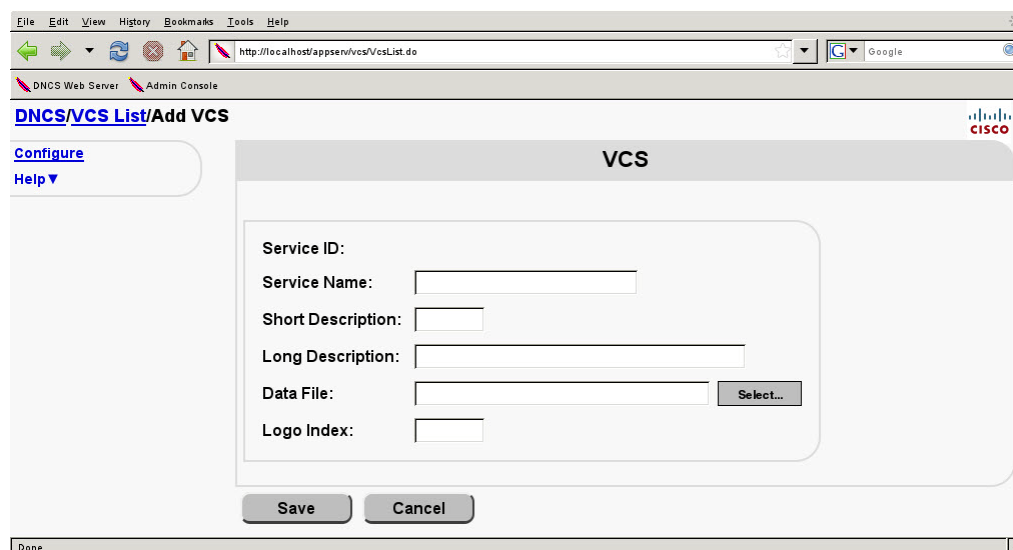 File Edit View History Bookmarks Tools Help
http://localhost/appserv/vcs/VcsList.do
G Google
DNCS Web Server Admin Console
DNCS/VCS List/Add VCS
CISCO
Configure
Help▼
VCS
Service ID:
Service Name:
Short Description:
Long Description:
Data File:
Select...
Logo Index:
Save Cancel
Done